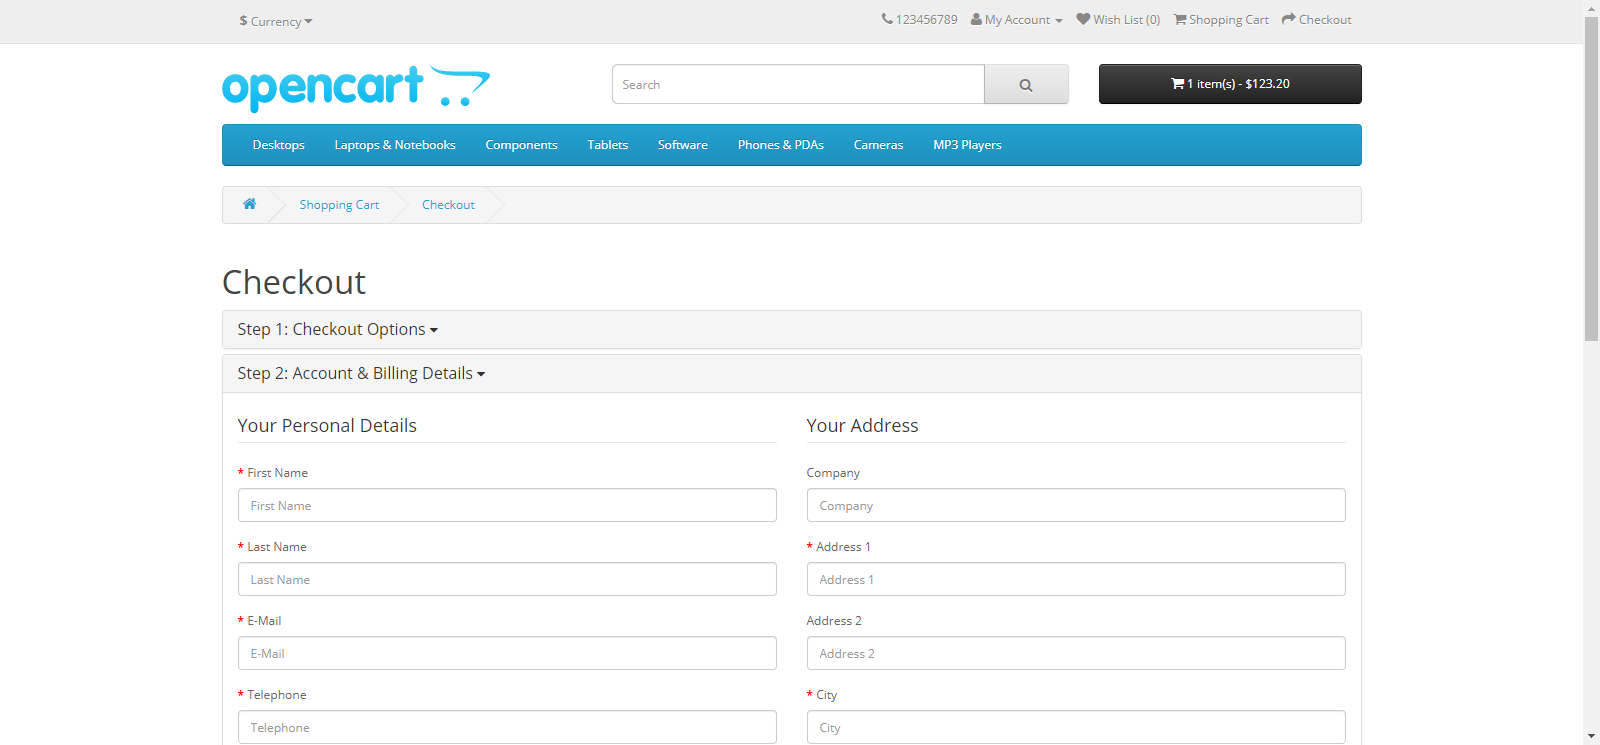 $ Currency
123456789 My Account Wish List (0) Shopping Cart Checkout
opencart
Search
1 item(s) - $123.20
Desktops Laptops & Notebooks Components Tablets Software Phones & PDAs Cameras MP3 Players
Shopping Cart Checkout
Checkout
Step 1: Checkout Options
Step 2: Account & Billing Details
Your Personal Details
* First Name
First Name
* Last Name
Last Name
* E-Mail
E-Mail
* Telephone
Telephone
Your Address
Company
Company
* Address 1
Address 1
Address 2
Address 2
* City
City